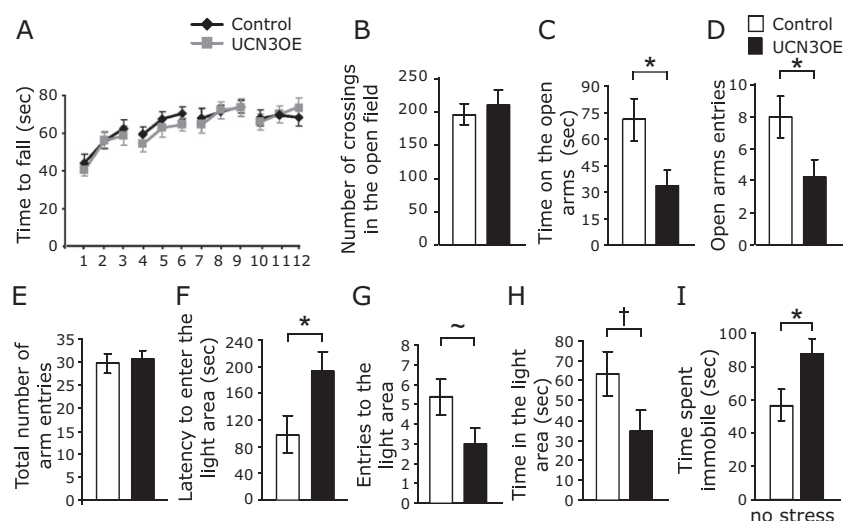 A
Control
UCN3OE
Time to fall (sec)
80
60
40
20
0
1 2 3 4 5 6 7 8 9 10 11 12
B
Number of crossings
in the open field
250
200
150
100
50
0
C
Time on the open
arms (sec)
90
75
60
45
30
15
0
*
D
Control
UCN3OE
Open arms entries
10
8
6
4
2
0
*
E
Total number of
arm entries
35
30
25
20
15
10
5
0
F
Latency to enter the
light area (sec)
240
200
160
120
80
40
0
*
G
Entries to the
light area
8
7
6
5
4
3
2
1
0
~
H
Time in the light
area (sec)
80
70
60
50
40
30
20
10
0
†
I
Time spent
immobile (sec)
100
80
60
40
20
0
*
no stress